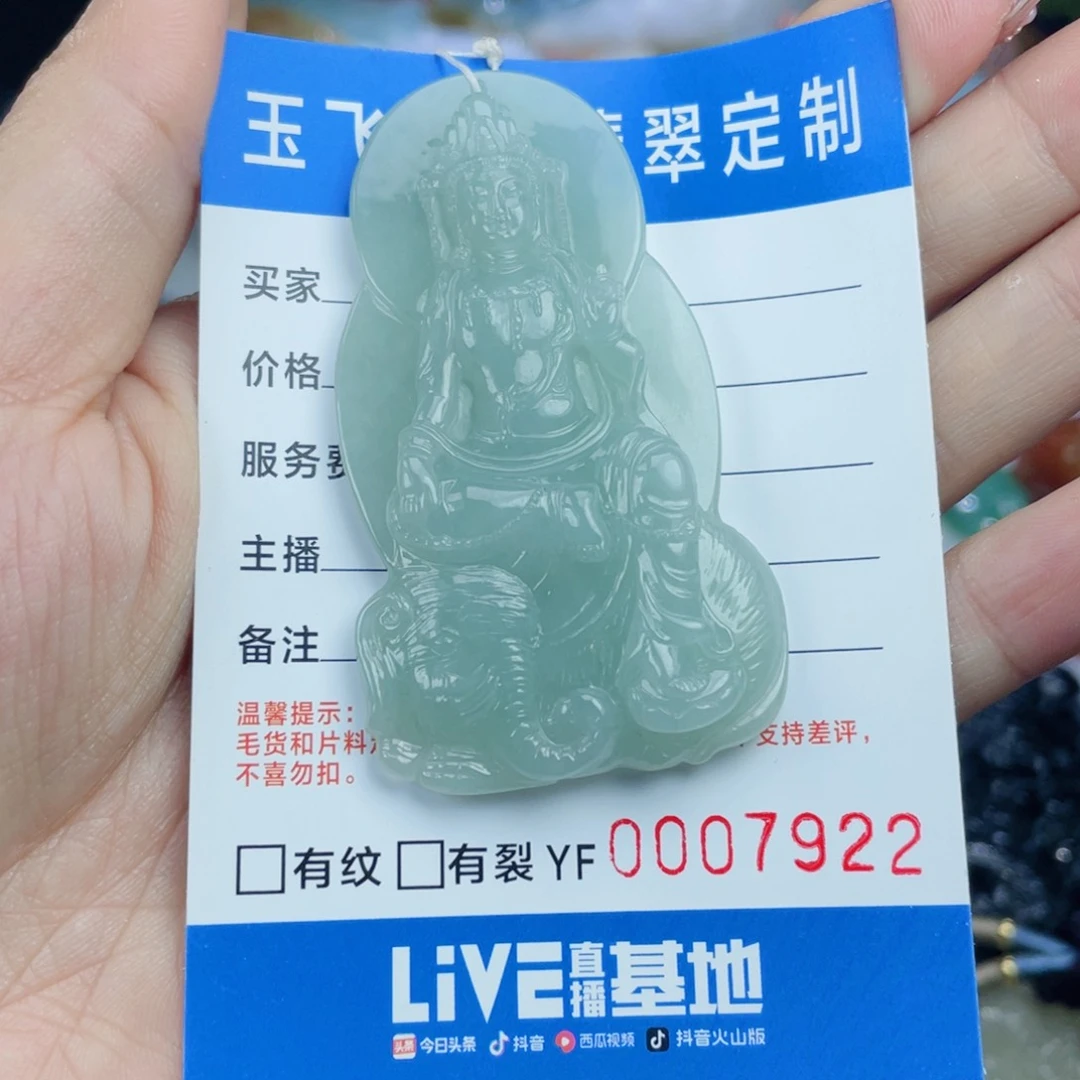 玉飞 翡翠定制
买家
价格
服务费
主播
备注
温馨提示：
毛货和片料 支持差评，
不喜勿扣。
□有纹 □有裂 YF 0007922
LiVE直播基地
头条 今日头条 抖音 西瓜视频 抖音火山版